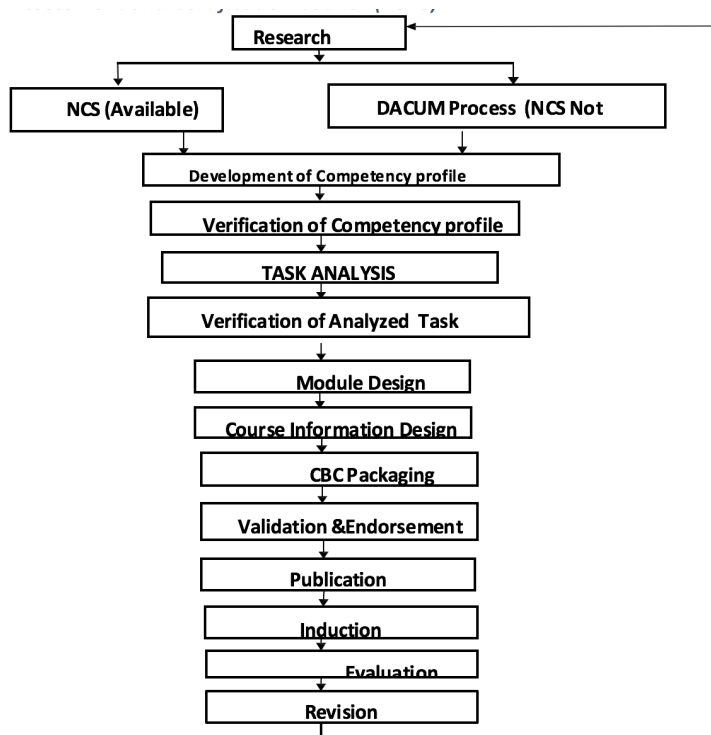 Research
NCS (Available)
DACUM Process (NCS Not
Development of Competency profile
Verification of Competency profile
TASK ANALYSIS
Verification of Analyzed Task
Module Design
Course Information Design
CBC Packaging
Validation &Endorsement
Publication
Induction
Evaluation
Revision